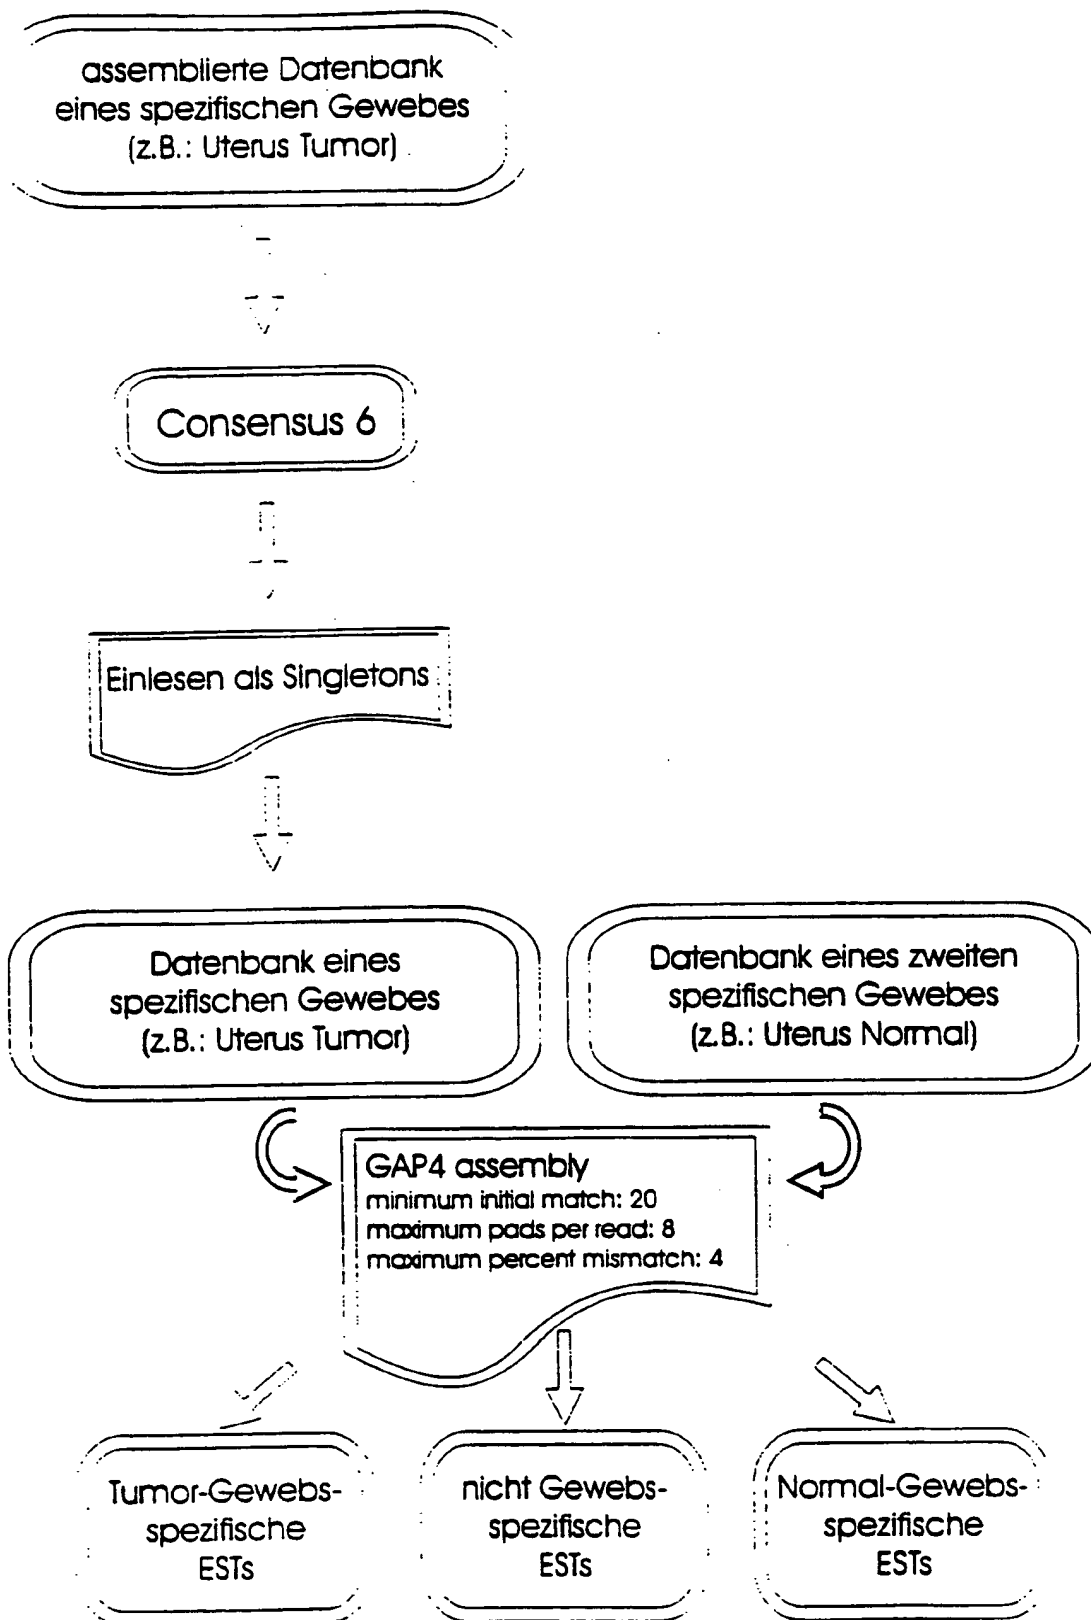 assemblierte Datenbank
eines spezifischen Gewebes
(z.B.: Uterus Tumor)
Consensus 6
Einlesen als Singletons
Datenbank eines
spezifischen Gewebes
(z.B.: Uterus Tumor)
Datenbank eines zweiten
spezifischen Gewebes
(z.B.: Uterus Normal)
GAP4 assembly
minimum initial match: 20
maximum pads per read: 8
maximum percent mismatch: 4
Tumor-Gewebs-
spezifische
ESTs
nicht Gewebs-
spezifische
ESTs
Normal-Gewebs-
spezifische
ESTs